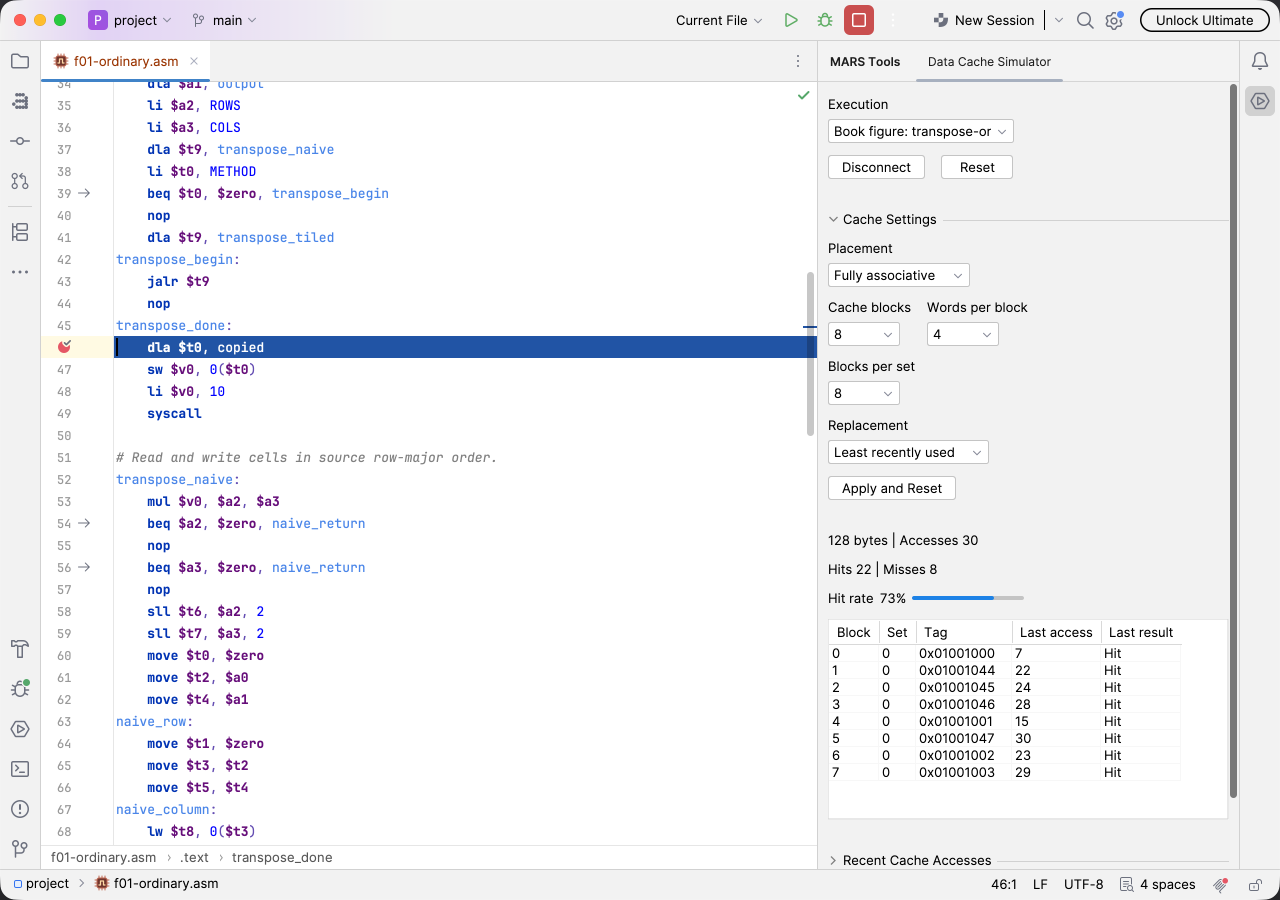 P project main Current File New Session Unlock Ultimate
f01-ordinary.asm
MARS Tools Data Cache Simulator
34 dla $a1, output
35 li $a2, ROWS
36 li $a3, COLS
37 dla $t9, transpose_naive
38 li $t0, METHOD
39 beq $t0, $zero, transpose_begin
40 nop
41 dla $t9, transpose_tiled
42 transpose_begin:
43 jalr $t9
44 nop
45 transpose_done:
dla $t0, copied
47 sw $v0, 0($t0)
48 li $v0, 10
49 syscall
50
51 # Read and write cells in source row-major order.
52 transpose_naive:
53 mul $v0, $a2, $a3
54 beq $a2, $zero, naive_return
55 nop
56 beq $a3, $zero, naive_return
57 nop
58 sll $t6, $a2, 2
59 sll $t7, $a3, 2
60 move $t0, $zero
61 move $t2, $a0
62 move $t4, $a1
63 naive_row:
64 move $t1, $zero
65 move $t3, $t2
66 move $t5, $t4
67 naive_column:
68 lw $t8, 0($t3)
f01-ordinary.asm › .text › transpose_done
Execution
Book figure: transpose-or
Disconnect Reset
Cache Settings
Placement
Fully associative
Cache blocks Words per block
8 4
Blocks per set
8
Replacement
Least recently used
Apply and Reset
128 bytes | Accesses 30
Hits 22 | Misses 8
Hit rate 73%
Block Set Tag Last access Last result
0 0 0x01001000 7 Hit
1 0 0x01001044 22 Hit
2 0 0x01001045 24 Hit
3 0 0x01001046 28 Hit
4 0 0x01001001 15 Hit
5 0 0x01001047 30 Hit
6 0 0x01001002 23 Hit
7 0 0x01001003 29 Hit
Recent Cache Accesses
project › f01-ordinary.asm 46:1 LF UTF-8 4 spaces